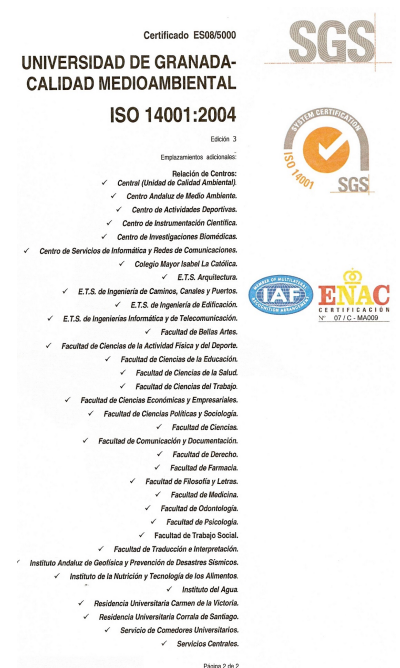 Certificado ES08/5000
SGS
UNIVERSIDAD DE GRANADA-
CALIDAD MEDIOAMBIENTAL
ISO 14001:2004
Edición 3
Emplazamientos adicionales:
Relación de Centros:
✓ Central (Unidad de Calidad Ambiental).
✓ Centro Andaluz de Medio Ambiente.
✓ Centro de Actividades Deportivas.
✓ Centro de Instrumentación Científica.
✓ Centro de Investigaciones Biomédicas.
✓ Centro de Servicios de Informática y Redes de Comunicaciones.
✓ Colegio Mayor Isabel La Católica.
✓ E.T.S. Arquitectura.
✓ E.T.S. de Ingeniería de Caminos, Canales y Puertos.
✓ E.T.S. de Ingeniería de Edificación.
✓ E.T.S. de Ingenierías Informática y de Telecomunicación.
✓ Facultad de Bellas Artes.
✓ Facultad de Ciencias de la Actividad Física y del Deporte.
✓ Facultad de Ciencias de la Educación.
✓ Facultad de Ciencias de la Salud.
✓ Facultad de Ciencias del Trabajo.
✓ Facultad de Ciencias Económicas y Empresariales.
✓ Facultad de Ciencias Políticas y Sociología.
✓ Facultad de Ciencias.
✓ Facultad de Comunicación y Documentación.
✓ Facultad de Derecho.
✓ Facultad de Farmacia.
✓ Facultad de Filosofía y Letras.
✓ Facultad de Medicina.
✓ Facultad de Odontología.
✓ Facultad de Psicología.
✓ Facultad de Trabajo Social.
✓ Facultad de Traducción e Interpretación.
✓ Instituto Andaluz de Geofísica y Prevención de Desastres Sísmicos.
✓ Instituto de la Nutrición y Tecnología de los Alimentos.
✓ Instituto del Agua.
✓ Residencia Universitaria Carmen de la Victoria.
✓ Residencia Universitaria Corrala de Santiago.
✓ Servicio de Comedores Universitarios.
✓ Servicios Centrales.
Página 2 de 2
SYSTEM CERTIFICATION
ISO 14001
SGS
MEMBER OF MULTILATERAL
RECOGNITION ARRANGEMENT
IAF
ENAC
CERTIFICACIÓN
Nº 07 / C - MA009